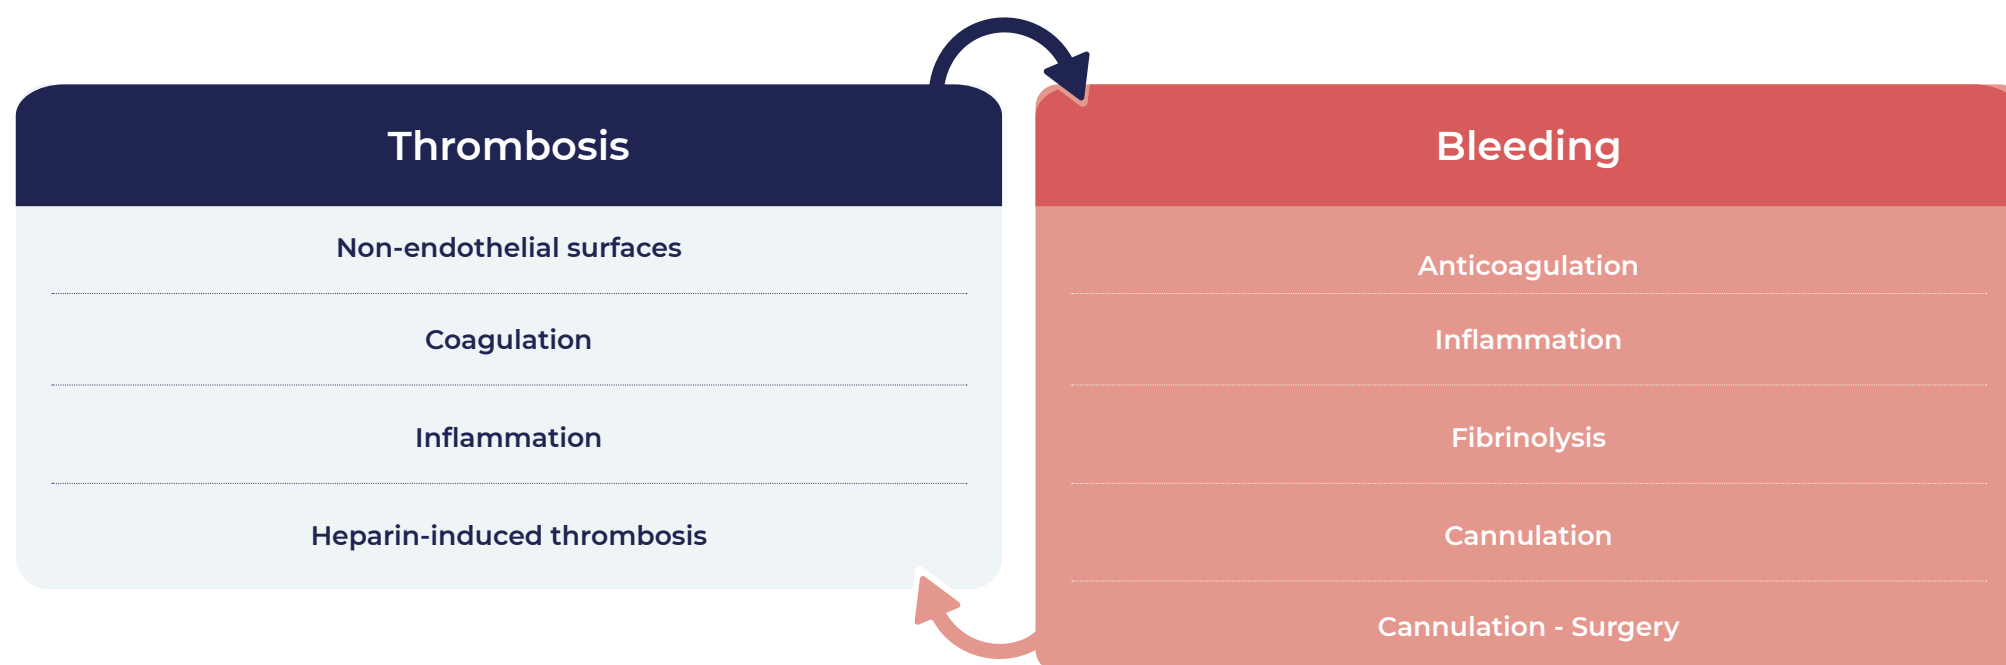 Thrombosis
Non-endothelial surfaces
Coagulation
Inflammation
Heparin-induced thrombosis
Bleeding
Anticoagulation
Inflammation
Fibrinolysis
Cannulation
Cannulation - Surgery